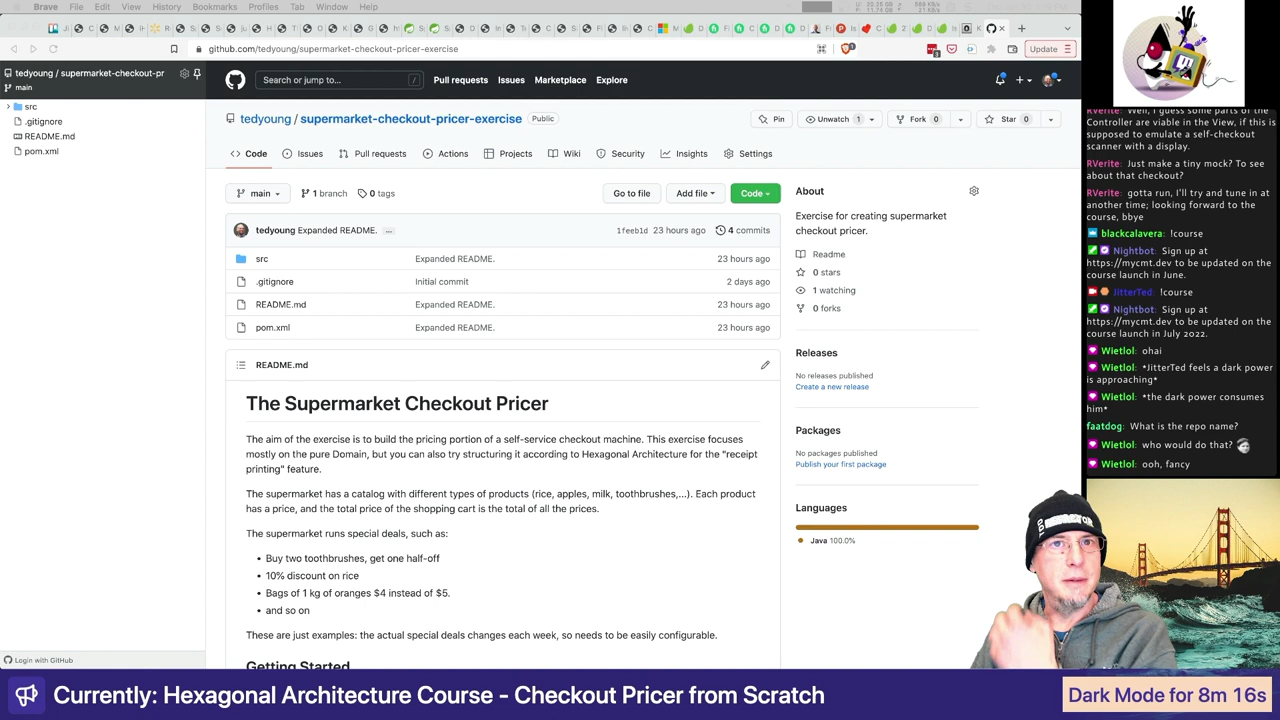 Brave File Edit View History Bookmarks Profiles Tab Window Help
github.com/tedyoung/supermarket-checkout-pricer-exercise
Update
tedyoung / supermarket-checkout-pr
main
src
.gitignore
README.md
pom.xml
Login with GitHub
Search or jump to... /
Pull requests Issues Marketplace Explore
tedyoung / supermarket-checkout-pricer-exercise Public
Pin Unwatch 1 Fork 0 Star 0
Code Issues Pull requests Actions Projects Wiki Security Insights Settings
main 1 branch 0 tags Go to file Add file Code
tedyoung Expanded README. ... 1feeb1d 23 hours ago 4 commits
src Expanded README. 23 hours ago
.gitignore Initial commit 2 days ago
README.md Expanded README. 23 hours ago
pom.xml Expanded README. 23 hours ago
README.md
The Supermarket Checkout Pricer
The aim of the exercise is to build the pricing portion of a self-service checkout machine. This exercise focuses
mostly on the pure Domain, but you can also try structuring it according to Hexagonal Architecture for the "receipt
printing" feature.
The supermarket has a catalog with different types of products (rice, apples, milk, toothbrushes,...). Each product
has a price, and the total price of the shopping cart is the total of all the prices.
The supermarket runs special deals, such as:
• Buy two toothbrushes, get one half-off
• 10% discount on rice
• Bags of 1 kg of oranges $4 instead of $5.
• and so on
These are just examples: the actual special deals changes each week, so needs to be easily configurable.
Getting Started
About
Exercise for creating supermarket
checkout pricer.
Readme
0 stars
1 watching
0 forks
Releases
No releases published
Create a new release
Packages
No packages published
Publish your first package
Languages
Java 100.0%
RVerite: Well, I guess some parts of the
Controller are viable in the View, if this is
supposed to emulate a self-checkout
scanner with a display.
RVerite: Just make a tiny mock? To see
about that checkout?
RVerite: gotta run, I'll try and tune in at
another time; looking forward to the
course, bbye
blackcalavera: !course
Nightbot: Sign up at
https://mycmt.dev to be updated on the
course launch in June.
JitterTed: !course
Nightbot: Sign up at
https://mycmt.dev to be updated on the
course launch in July 2022.
Wietlol: ohai
Wietlol: *JitterTed feels a dark power
is approaching*
Wietlol: *the dark power consumes
him*
faatdog: What is the repo name?
Wietlol: who would do that?
Wietlol: ooh, fancy
Currently: Hexagonal Architecture Course - Checkout Pricer from Scratch
Dark Mode for 8m 16s